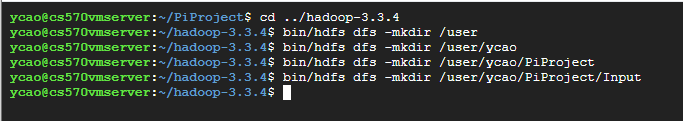 ycao@cs570vmserver:~/PiProject$ cd ../hadoop-3.3.4
ycao@cs570vmserver:~/hadoop-3.3.4$ bin/hdfs dfs -mkdir /user
ycao@cs570vmserver:~/hadoop-3.3.4$ bin/hdfs dfs -mkdir /user/ycao
ycao@cs570vmserver:~/hadoop-3.3.4$ bin/hdfs dfs -mkdir /user/ycao/PiProject
ycao@cs570vmserver:~/hadoop-3.3.4$ bin/hdfs dfs -mkdir /user/ycao/PiProject/Input
ycao@cs570vmserver:~/hadoop-3.3.4$